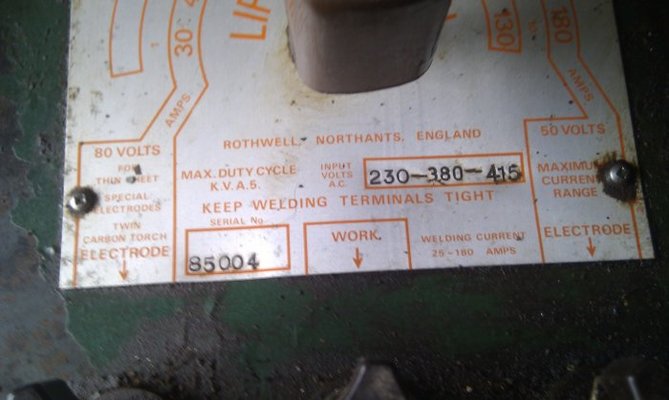 30
130
180
AMPS
AMPS
ROTHWELL, NORTHANTS, ENGLAND
80 VOLTS
FOR
THIN SHEET
SPECIAL
ELECTRODES
TWIN
CARBON TORCH
ELECTRODE
MAX. DUTY CYCLE
K.V.A.5.
INPUT
VOLTS
A.C.
230-380-415
KEEP WELDING TERMINALS TIGHT
SERIAL No
85004
WORK
WELDING CURRENT
25-180 AMPS
50 VOLTS
MAXIMUM
CURRENT
RANGE
ELECTRODE